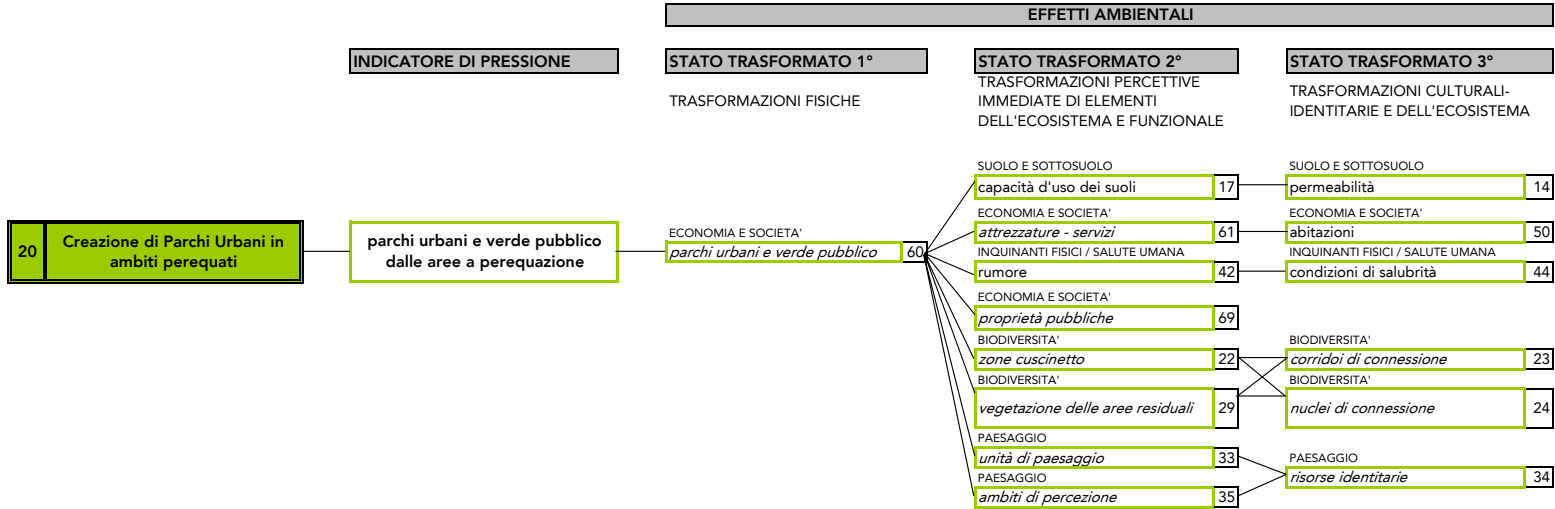 EFFETTI AMBIENTALI
INDICATORE DI PRESSIONE
STATO TRASFORMATO 1°
STATO TRASFORMATO 2°
STATO TRASFORMATO 3°
TRASFORMAZIONI FISICHE
TRASFORMAZIONI PERCETTIVE
IMMEDIATE DI ELEMENTI
DELL'ECOSISTEMA E FUNZIONALE
TRASFORMAZIONI CULTURALI-
IDENTITARIE E DELL'ECOSISTEMA
20 Creazione di Parchi Urbani in
ambiti perequati
parchi urbani e verde pubblico
dalle aree a perequazione
ECONOMIA E SOCIETA'
parchi urbani e verde pubblico 60
SUOLO E SOTTOSUOLO
capacità d'uso dei suoli 17
ECONOMIA E SOCIETA'
attrezzature - servizi 61
INQUINANTI FISICI / SALUTE UMANA
rumore 42
ECONOMIA E SOCIETA'
proprietà pubbliche 69
BIODIVERSITA'
zone cuscinetto 22
BIODIVERSITA'
vegetazione delle aree residuali 29
PAESAGGIO
unità di paesaggio 33
PAESAGGIO
ambiti di percezione 35
SUOLO E SOTTOSUOLO
permeabilità 14
ECONOMIA E SOCIETA'
abitazioni 50
INQUINANTI FISICI / SALUTE UMANA
condizioni di salubrità 44
BIODIVERSITA'
corridoi di connessione 23
BIODIVERSITA'
nuclei di connessione 24
PAESAGGIO
risorse identitarie 34